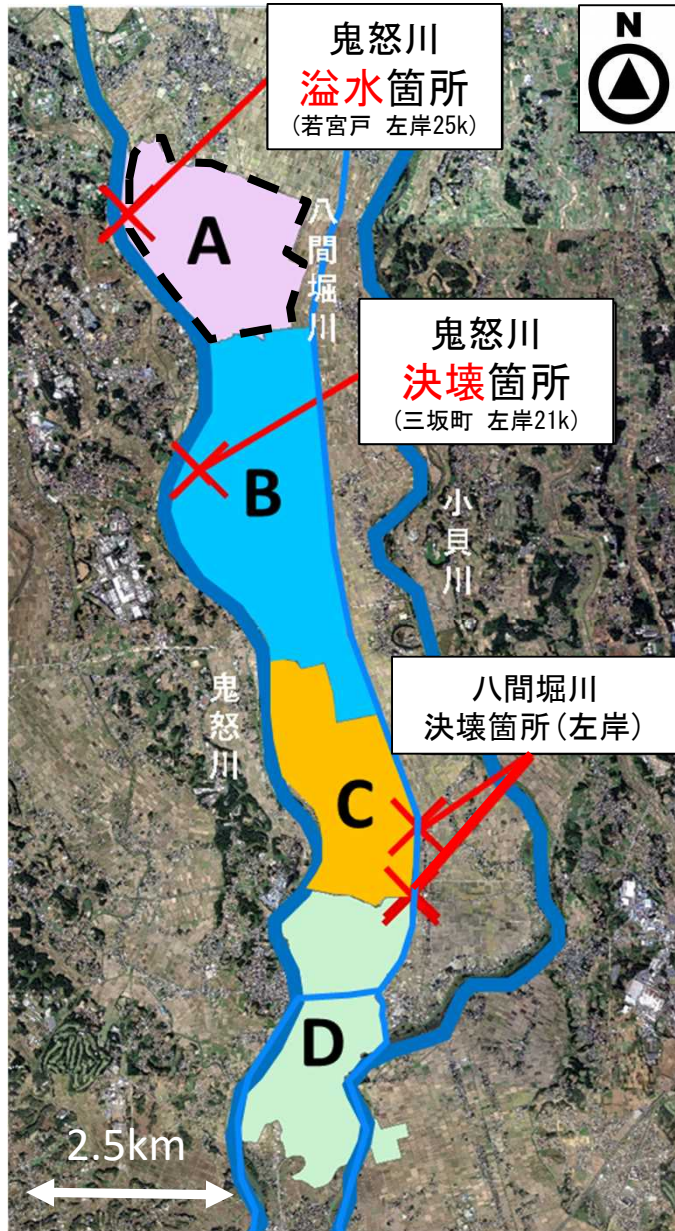 鬼怒川
溢水箇所
(若宮戸 左岸25k)
N
A
八間堀川
鬼怒川
決壊箇所
(三坂町 左岸21k)
B
小貝川
八間堀川
決壊箇所(左岸)
鬼怒川
C
D
2.5km